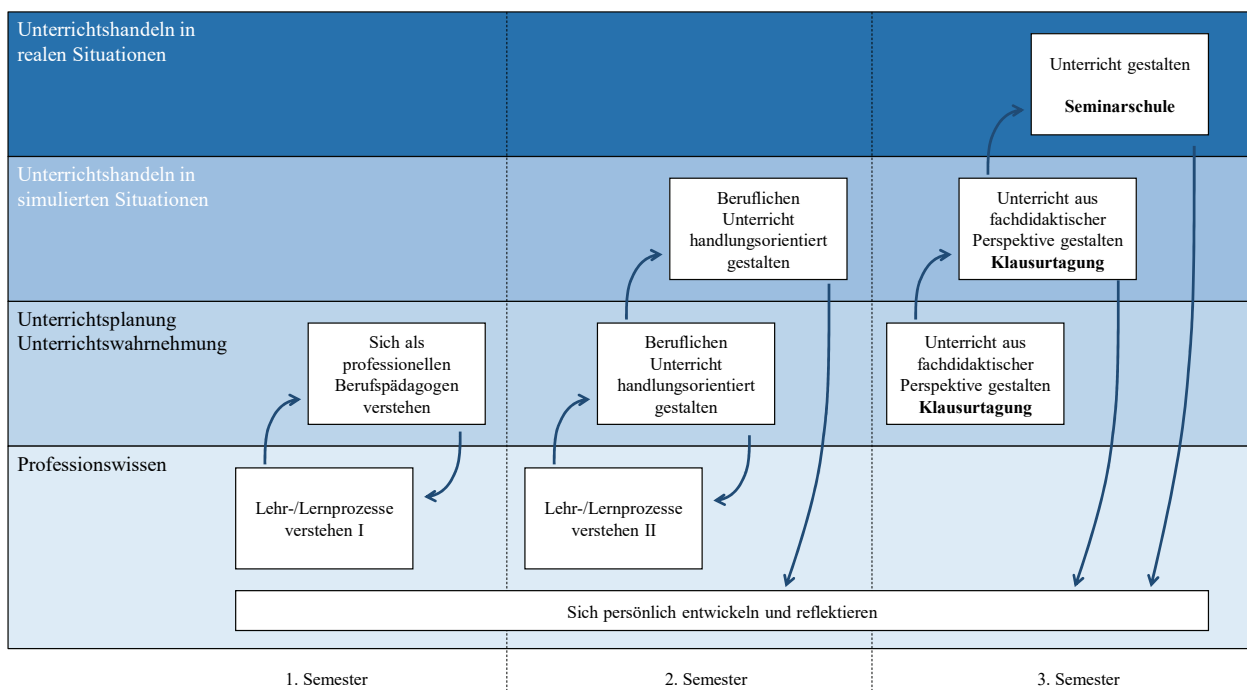 Unterrichtshandeln in
realen Situationen
Unterricht gestalten
Seminarschule
Unterrichtshandeln in
simulierten Situationen
Beruflichen
Unterricht
handlungsorientiert
gestalten
Unterricht aus
fachdidaktischer
Perspektive gestalten
Klausurtagung
Unterrichtsplanung
Unterrichtswahrnehmung
Sich als
professionellen
Berufspädagogen
verstehen
Beruflichen
Unterricht
handlungsorientiert
gestalten
Unterricht aus
fachdidaktischer
Perspektive gestalten
Klausurtagung
Professionswissen
Lehr-/Lernprozesse
verstehen I
Lehr-/Lernprozesse
verstehen II
Sich persönlich entwickeln und reflektieren
1. Semester
2. Semester
3. Semester